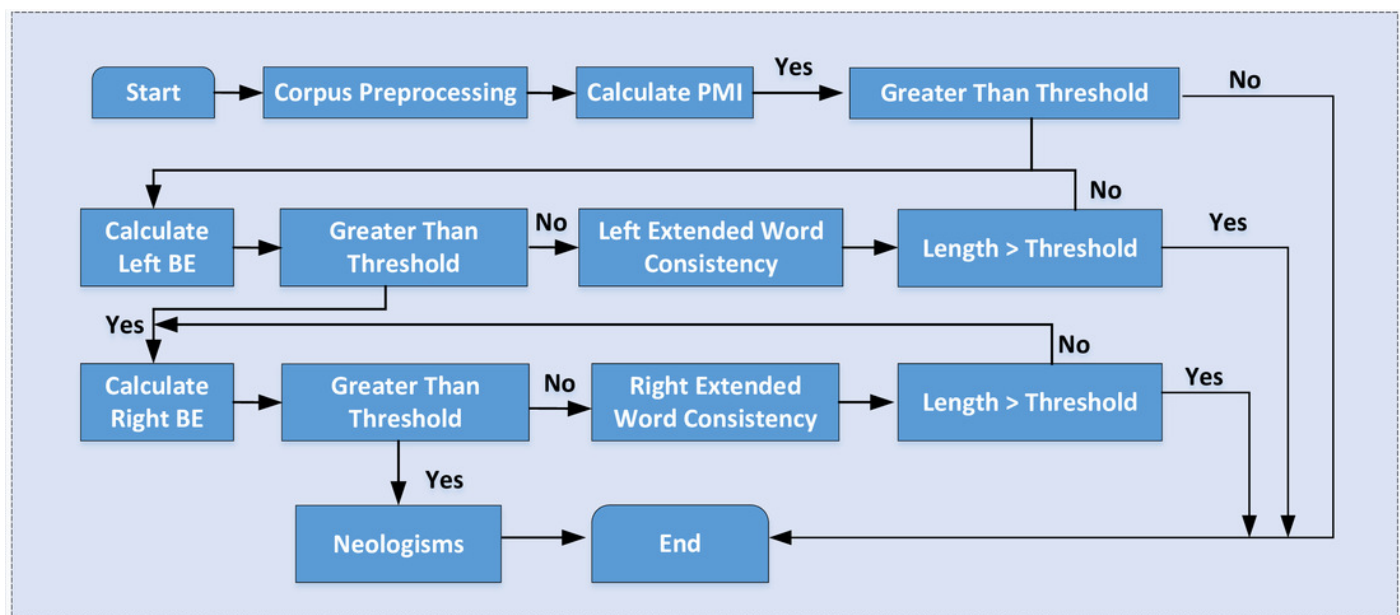 Start
Corpus Preprocessing
Calculate PMI
Yes
Greater Than Threshold
No
Calculate
Left BE
Greater Than
Threshold
No
Left Extended Word
Consistency
No
Length > Threshold
Yes
Yes
Calculate
Right BE
Greater Than
Threshold
No
Right Extended
Word Consistency
No
Length > Threshold
Yes
Yes
Neologisms
End